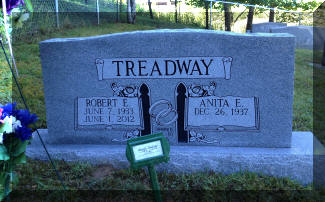 TREADWAY
ROBERT E.
JUNE 7, 1933
JUNE 1, 2012
ANITA E.
DEC. 26, 1937